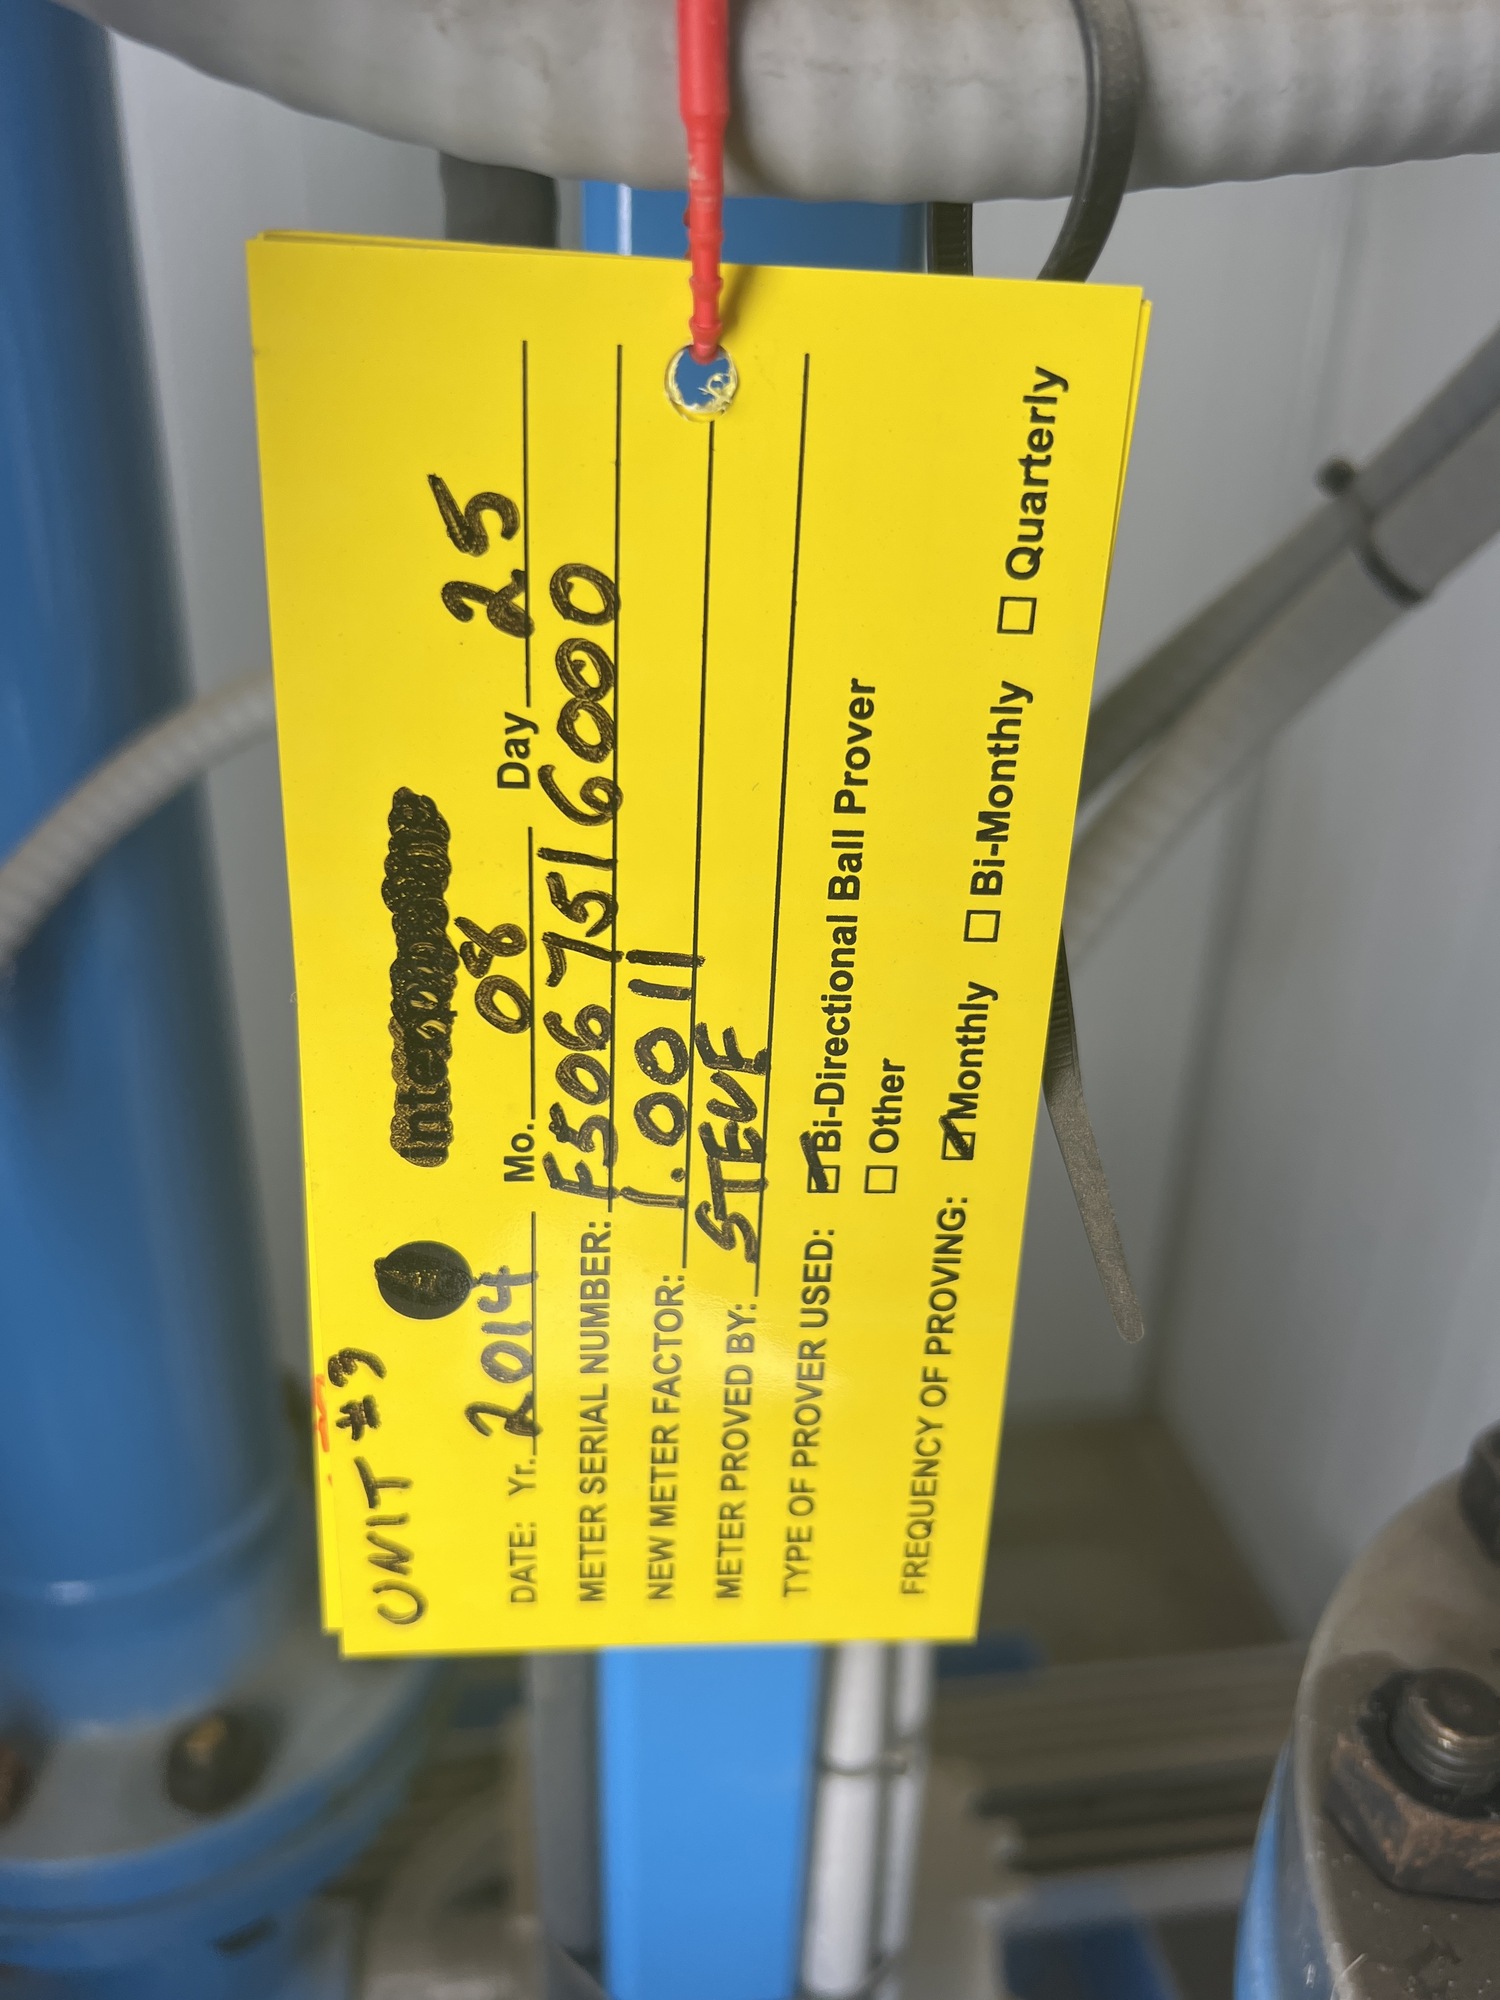 UNIT #3
DATE: Yr. 2014 Mo. 08 Day 25
METER SERIAL NUMBER: F5067516000
NEW METER FACTOR: 1.0011
METER PROVED BY: STEVE
TYPE OF PROVER USED: ☑ Bi-Directional Ball Prover
☐ Other
FREQUENCY OF PROVING: ☑ Monthly ☐ Bi-Monthly ☐ Quarterly